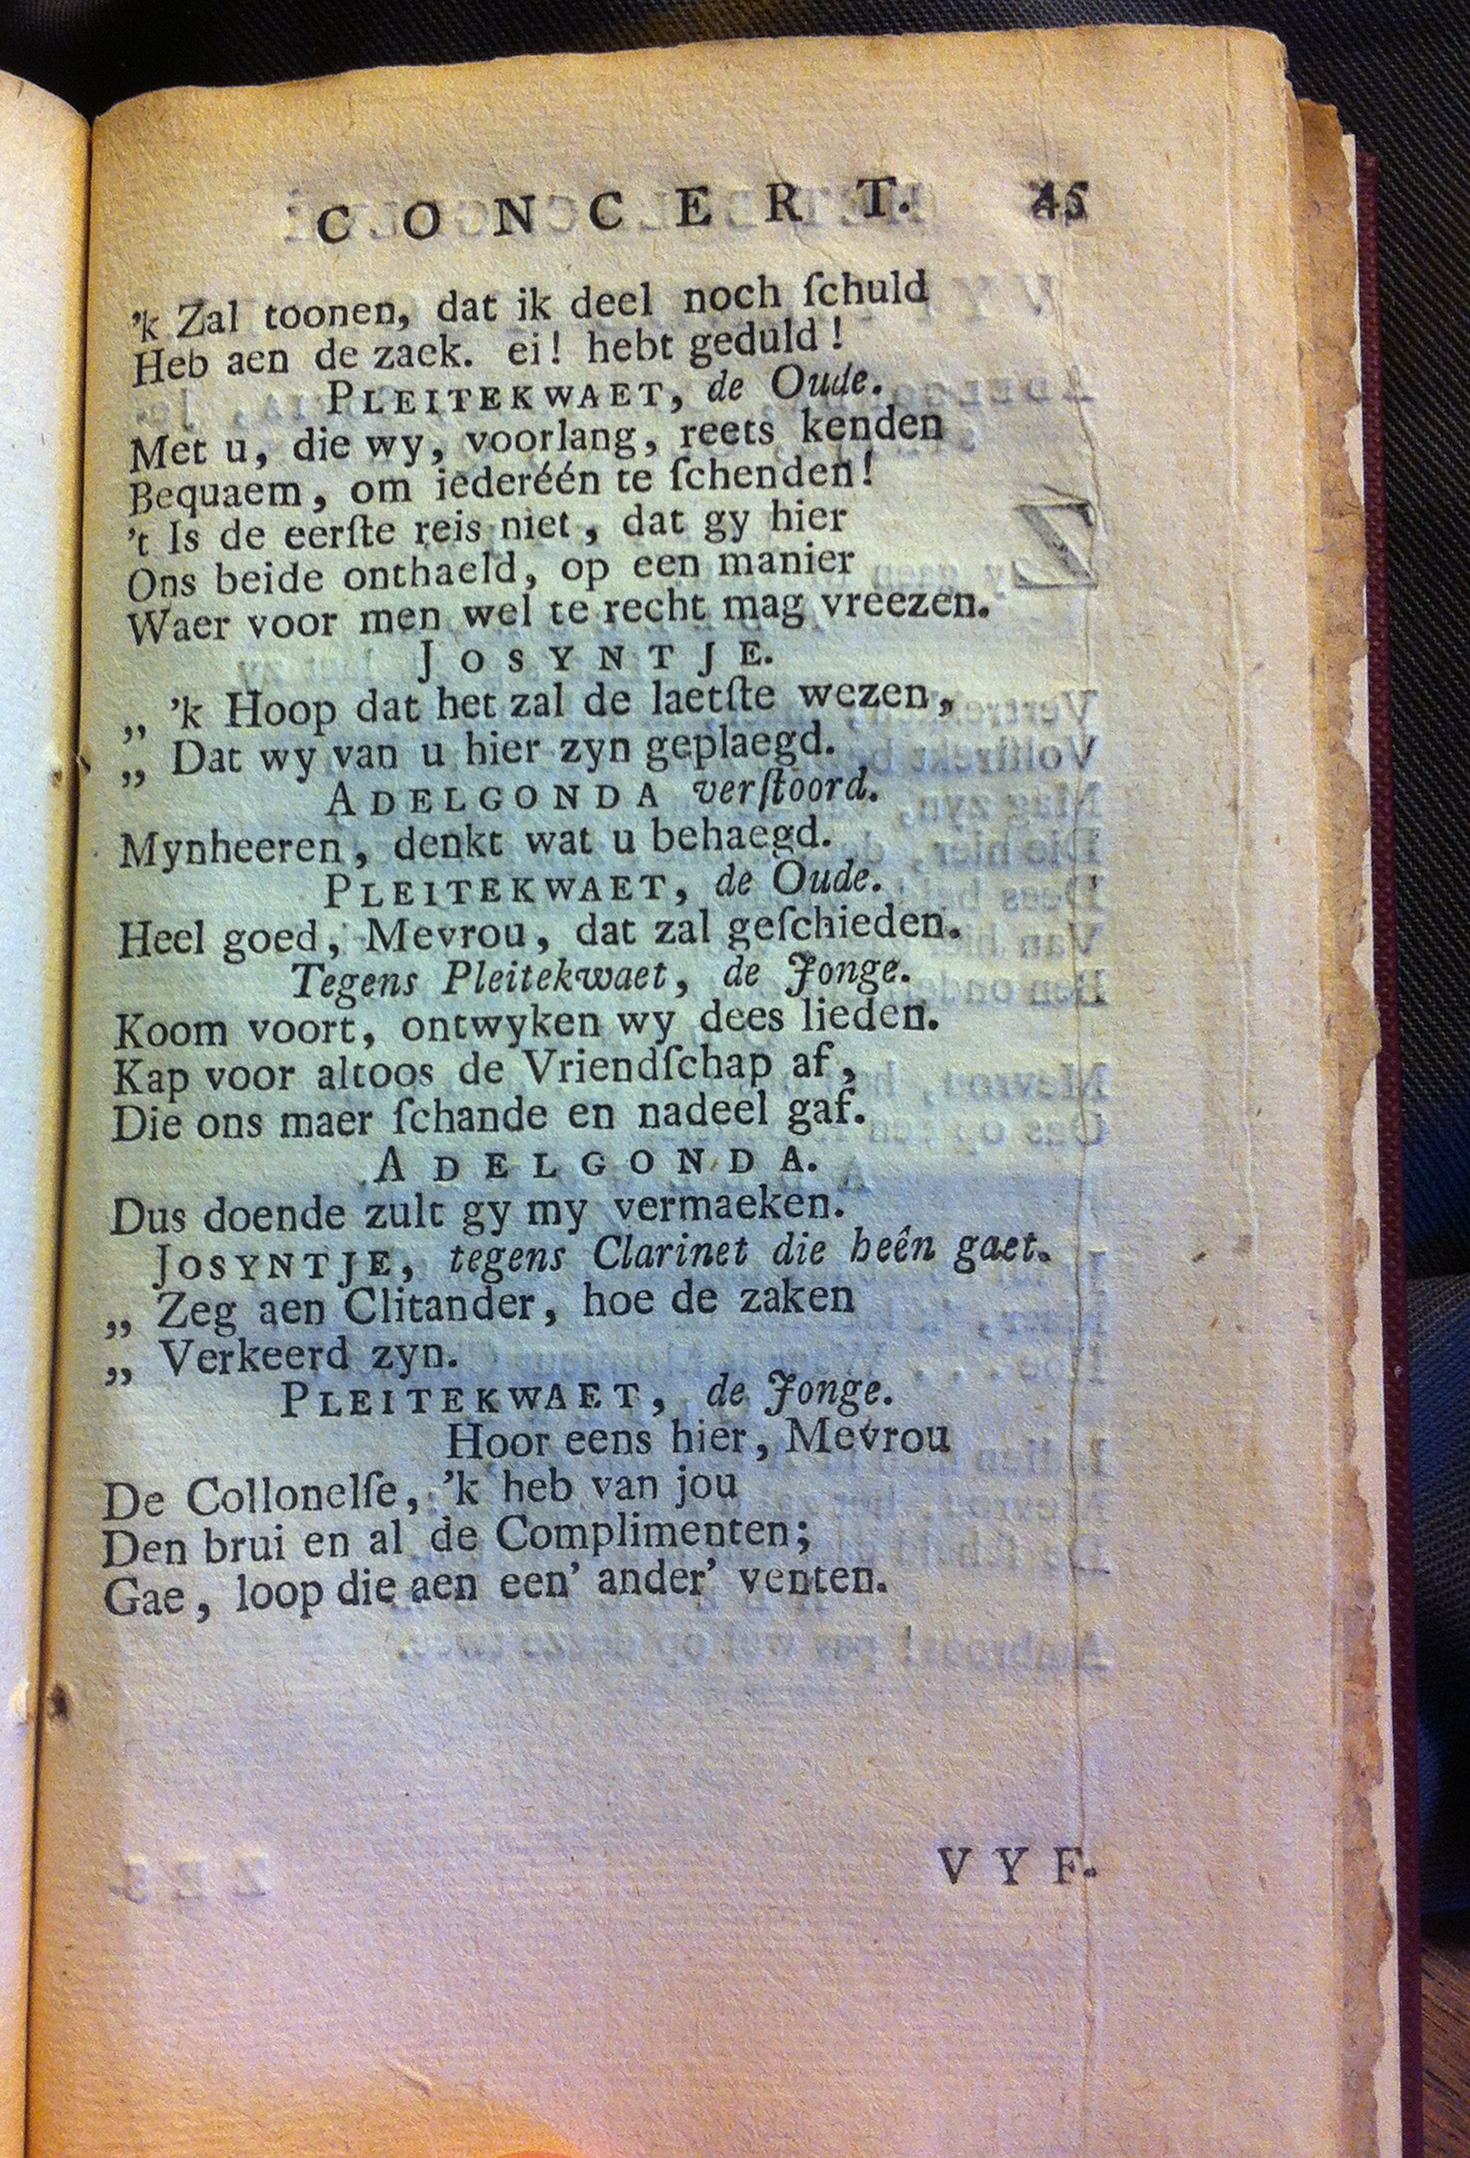 C O N C E R T. 45
’k Zal toonen, dat ik deel noch ſchuld
Heb aen de zaek. ei! hebt geduld!
PLEITEKWAET, de Oude.
Met u, die wy, voorlang, reets kenden
Bequaem, om iederéén te ſchenden!
’t Is de eerſte reis niet, dat gy hier
Ons beide onthaeld, op een manier
Waer voor men wel te recht mag vreezen.
JOSYNTJE.
„ ’k Hoop dat het zal de laetſte wezen,
„ Dat wy van u hier zyn geplaegd.
ADELGONDA verſtoord.
Mynheeren, denkt wat u behaegd.
PLEITEKWAET, de Oude.
Heel goed, Mevrou, dat zal geſchieden.
Tegens Pleitekwaet, de Jonge.
Koom voort, ontwyken wy dees lieden.
Kap voor altoos de Vriendſchap af,
Die ons maer ſchande en nadeel gaf.
ADELGONDA.
Dus doende zult gy my vermaeken.
JOSYNTJE, tegens Clarinet die heên gaet.
„ Zeg aen Clitander, hoe de zaken
„ Verkeerd zyn.
PLEITEKWAET, de Jonge.
Hoor eens hier, Mevrou
De Collonelſe, ’k heb van jou
Den brui en al de Complimenten;
Gae, loop die aen een’ ander’ venten.
VYF.